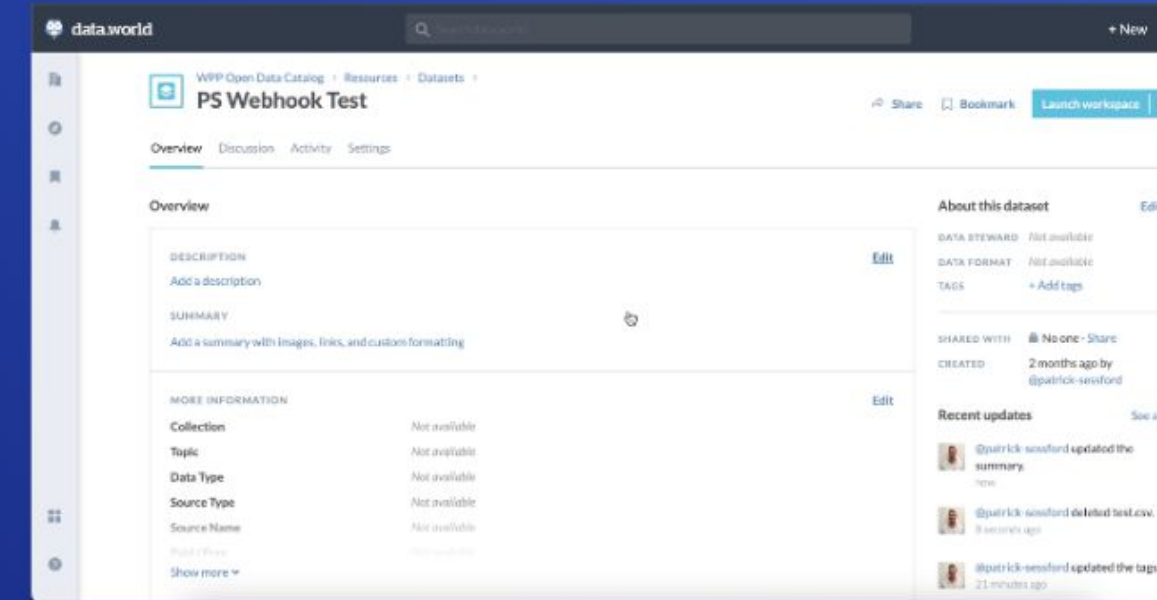 data.world
+ New
WPP Open Data Catalog › Resources › Datasets ›
PS Webhook Test
Share Bookmark Launch workspace
Overview Discussion Activity Settings
Overview
DESCRIPTION Edit
Add a description
SUMMARY
Add a summary with images, links, and custom formatting
MORE INFORMATION Edit
Collection Not available
Topic Not available
Data Type Not available
Source Type Not available
Source Name Not available
Show more
About this dataset
DATA STEWARD Not available
DATA FORMAT Not available
TAGS + Add tags
SHARED WITH No one - Share
CREATED 2 months ago by
@patrick-sessford
Recent updates See a
@patrick-sessford updated the
summary.
now
@patrick-sessford deleted test.csv.
8 seconds ago
@patrick-sessford updated the tags
21 minutes ago